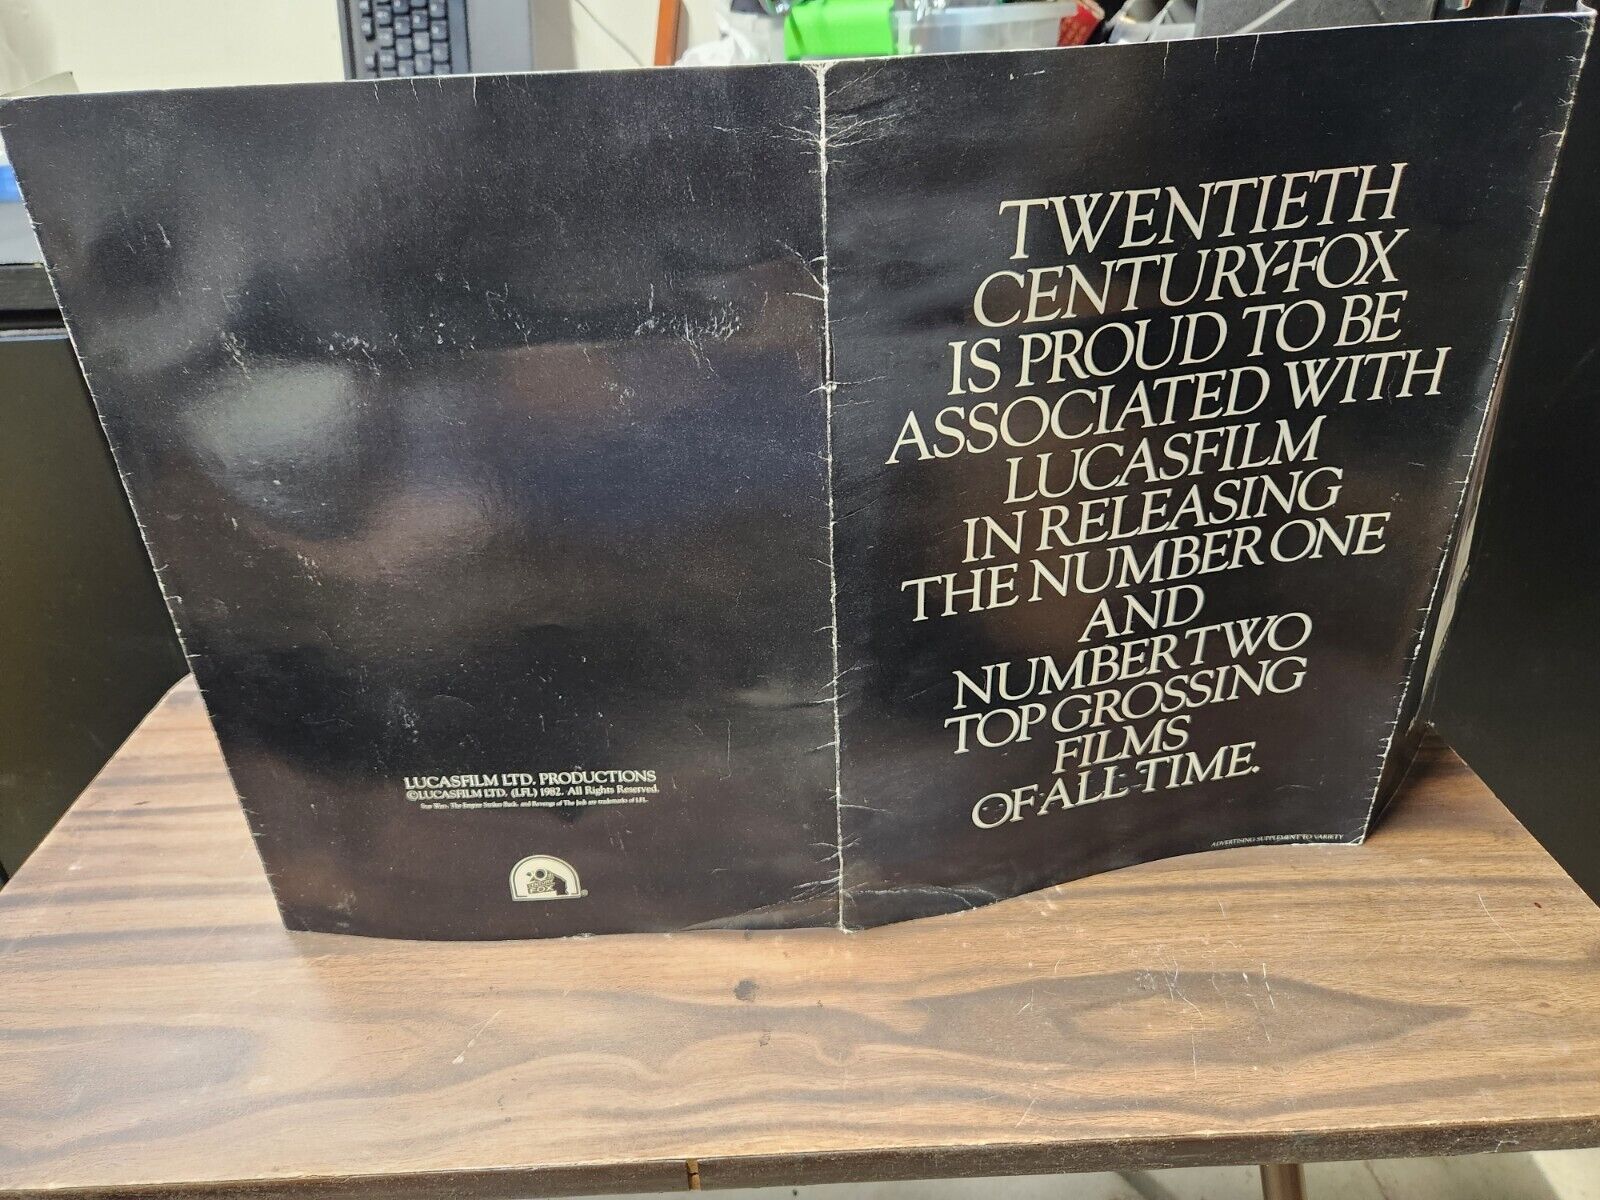 LUCASFILM LTD. PRODUCTIONS
©LUCASFILM LTD. (LFL) 1982. All Rights Reserved.
Star Wars, The Empire Strikes Back, and Revenge of The Jedi are trademarks of LFL.
20th
CENTURY
FOX
®
TWENTIETH
CENTURY-FOX
IS PROUD TO BE
ASSOCIATED WITH
LUCASFILM
IN RELEASING
THE NUMBER ONE
AND
NUMBER TWO
TOP GROSSING
FILMS
OF ALL-TIME.
ADVERTISING SUPPLEMENT TO VARIETY